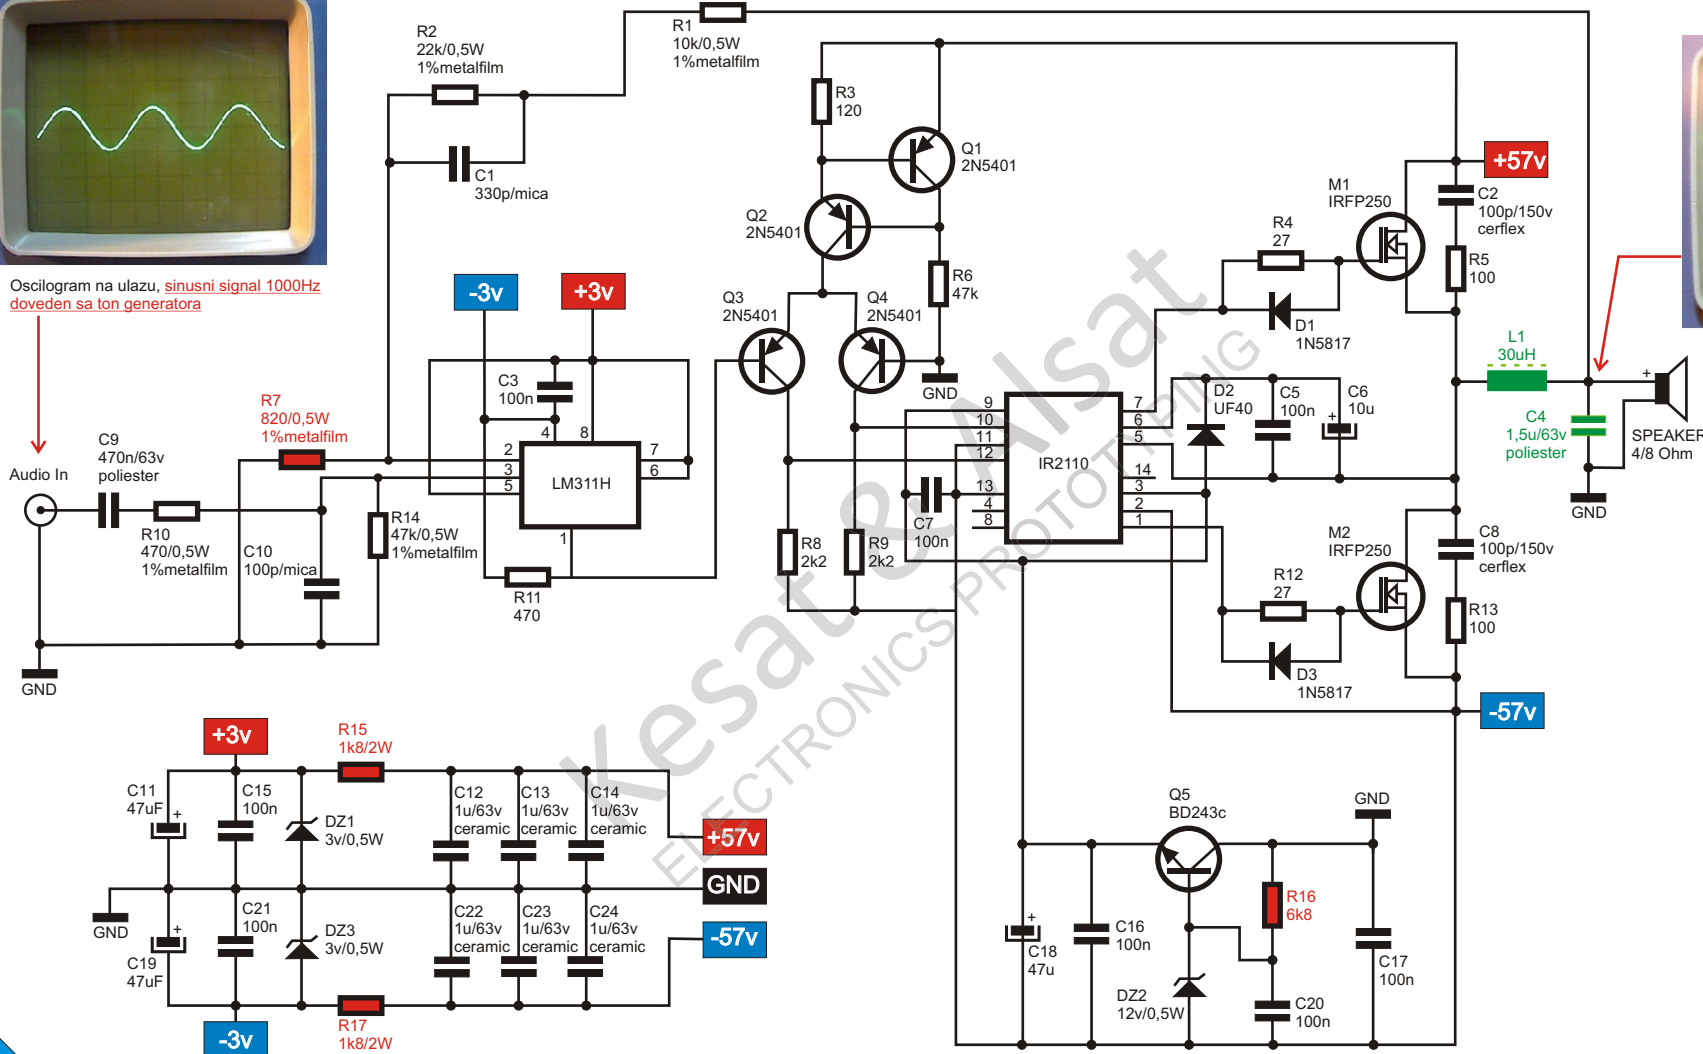 R2
22k/0,5W
1%metalfilm
R1
10k/0,5W
1%metalfilm
C1
330p/mica
R3
120
Q1
2N5401
Q2
2N5401
R6
47k
Q3
2N5401
Q4
2N5401
GND
M1
IRFP250
+57v
C2
100p/150v
cerflex
R4
27
R5
100
D1
1N5817
L1
30uH
Oscilogram na ulazu, sinusni signal 1000Hz
doveden sa ton generatora
-3v
+3v
C3
100n
R7
820/0,5W
1%metalfilm
4
8
2
3
5
7
6
1
LM311H
Audio In
C9
470n/63v
poliester
R10
470/0,5W
1%metalfilm
C10
100p/mica
R14
47k/0,5W
1%metalfilm
R11
470
GND
9
10
11
12
13
4
8
7
6
5
14
3
2
1
IR2110
C7
100n
R8
2k2
R9
2k2
D2
UF40
C5
100n
C6
10u
+
C4
1,5u/63v
poliester
+
SPEAKER
4/8 Ohm
GND
M2
IRFP250
C8
100p/150v
cerflex
R12
27
R13
100
D3
1N5817
-57v
Kesat & Alsat
ELECTRONICS PROTOTYPING
+3v
R15
1k8/2W
C11
47uF
+
C15
100n
DZ1
3v/0,5W
C12
1u/63v
ceramic
C13
1u/63v
ceramic
C14
1u/63v
ceramic
+57v
GND
-57v
GND
C19
47uF
+
C21
100n
DZ3
3v/0,5W
C22
1u/63v
ceramic
C23
1u/63v
ceramic
C24
1u/63v
ceramic
R17
1k8/2W
-3v
Q5
BD243c
GND
R16
6k8
+
C18
47u
C16
100n
DZ2
12v/0,5W
C20
100n
C17
100n